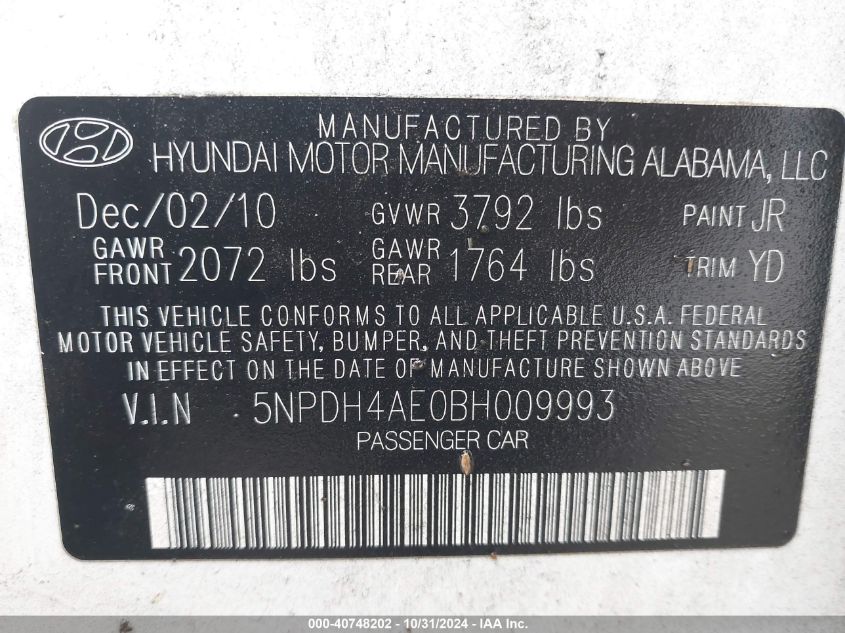 MANUFACTURED BY
HYUNDAI MOTOR MANUFACTURING ALABAMA, LLC
Dec/02/10 GVWR 3792 lbs PAINT JR
GAWR FRONT 2072 lbs GAWR REAR 1764 lbs TRIM YD
THIS VEHICLE CONFORMS TO ALL APPLICABLE U.S.A. FEDERAL
MOTOR VEHICLE SAFETY, BUMPER, AND THEFT PREVENTION STANDARDS
IN EFFECT ON THE DATE OF MANUFACTURE SHOWN ABOVE
V.I.N 5NPDH4AE0BH009993
PASSENGER CAR
000-40748202 - 10/31/2024 - IAA Inc.